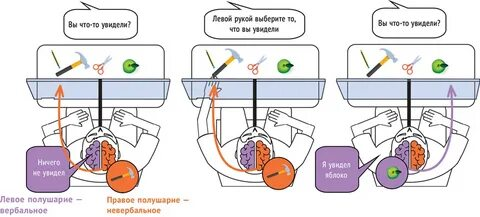 Вы что-то увидели?
Левой рукой выберите то,
что вы увидели
Вы что-то увидели?
Ничего
не увидел
Я увидел
яблоко
Левое полушарие —
вербальное
Правое полушарие —
невербальное